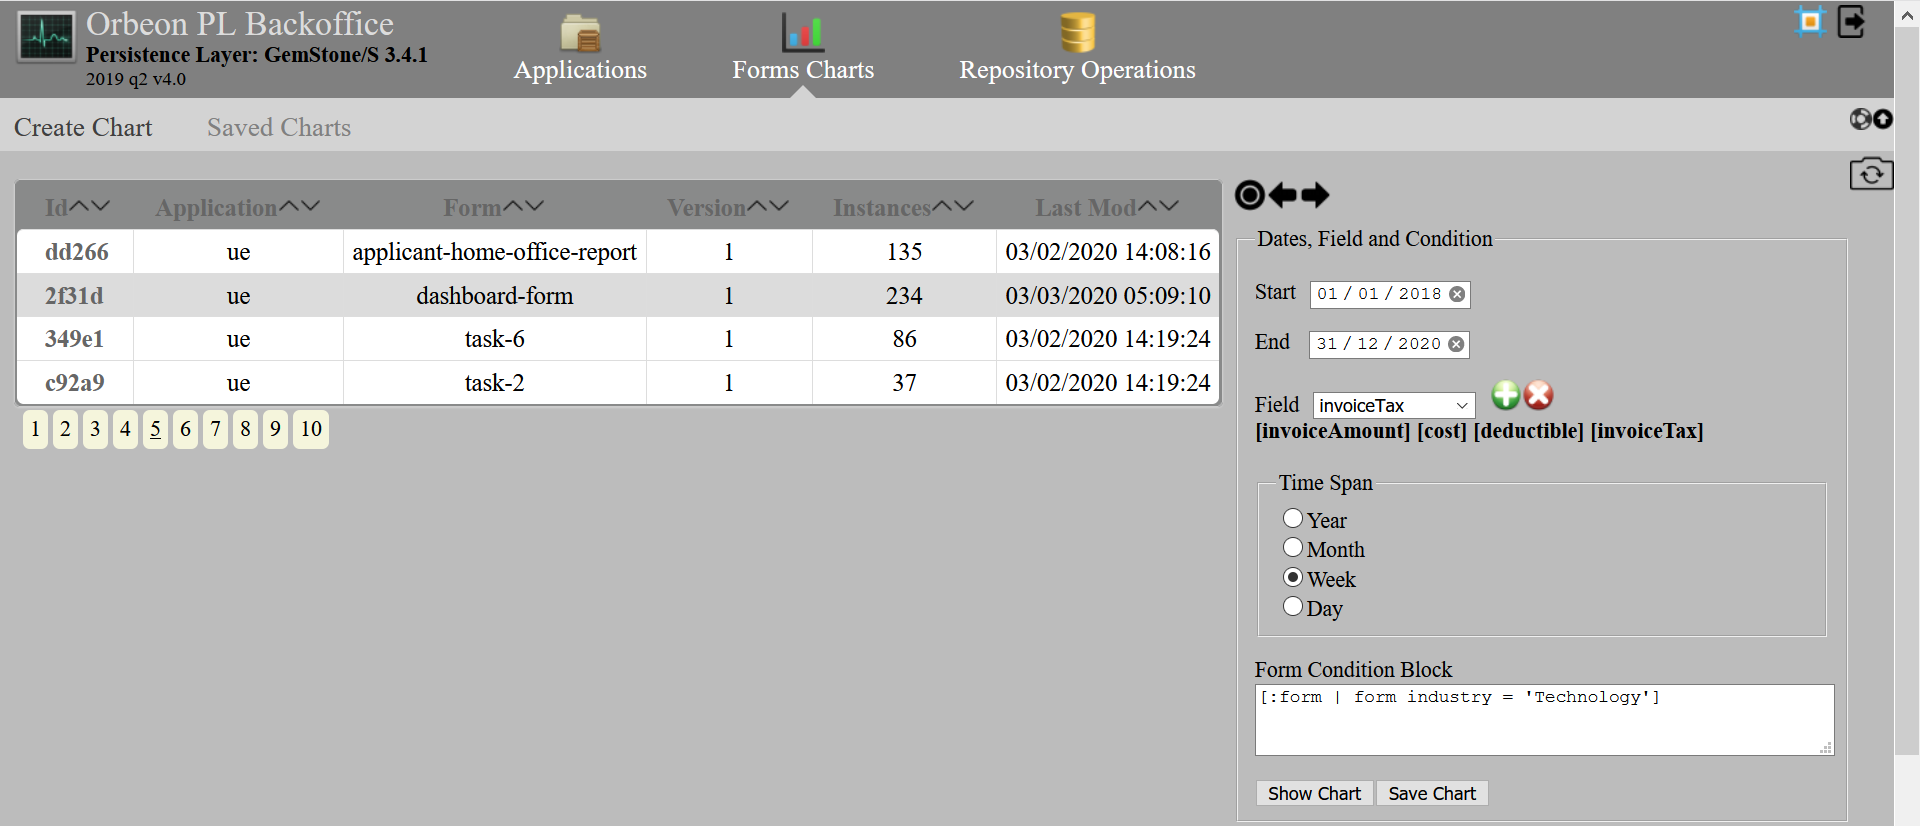 Orbeon PL Backoffice
Persistence Layer: GemStone/S 3.4.1
2019 q2 v4.0
Applications
Forms Charts
Repository Operations
Create Chart
Saved Charts
Id Application Form Version Instances Last Mod
dd266 ue applicant-home-office-report 1 135 03/02/2020 14:08:16
2f31d ue dashboard-form 1 234 03/03/2020 05:09:10
349e1 ue task-6 1 86 03/02/2020 14:19:24
c92a9 ue task-2 1 37 03/02/2020 14:19:24
1 2 3 4 5 6 7 8 9 10
Dates, Field and Condition
Start 01 / 01 / 2018
End 31 / 12 / 2020
Field invoiceTax
[invoiceAmount] [cost] [deductible] [invoiceTax]
Time Span
Year
Month
Week
Day
Form Condition Block
[:form | form industry = 'Technology']
Show Chart Save Chart